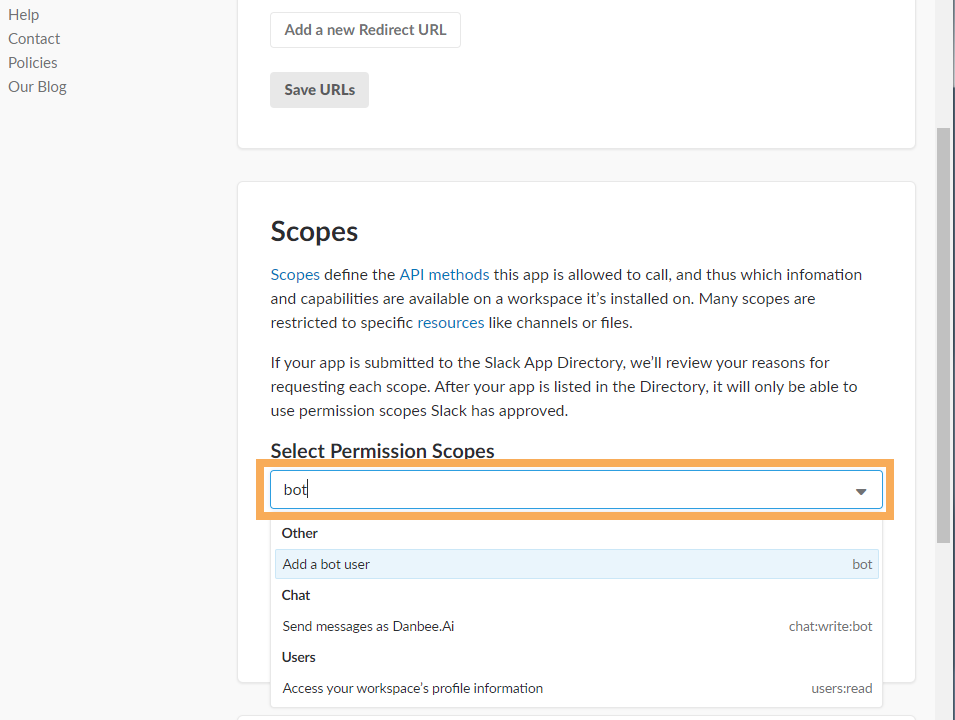 Help
Contact
Policies
Our Blog
Add a new Redirect URL
Save URLs
Scopes
Scopes define the API methods this app is allowed to call, and thus which infomation
and capabilities are available on a workspace it’s installed on. Many scopes are
restricted to specific resources like channels or files.
If your app is submitted to the Slack App Directory, we’ll review your reasons for
requesting each scope. After your app is listed in the Directory, it will only be able to
use permission scopes Slack has approved.
Select Permission Scopes
bot
Other
Add a bot user bot
Chat
Send messages as Danbee.Ai chat:write:bot
Users
Access your workspace’s profile information users:read